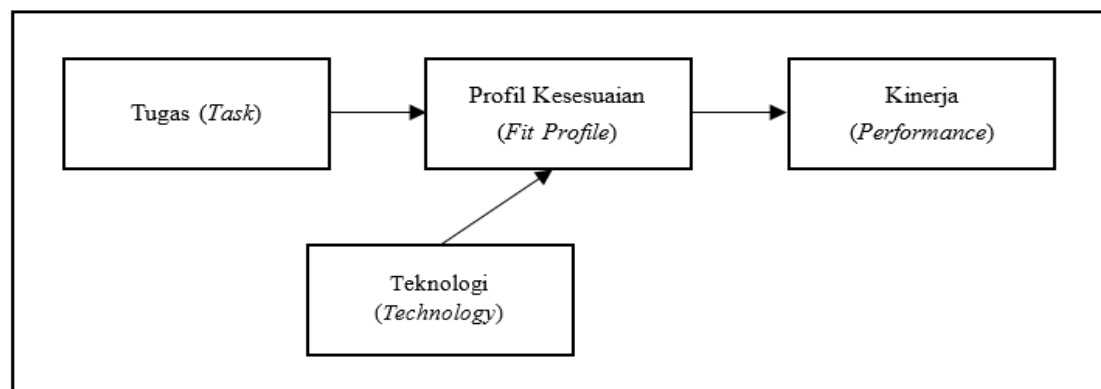 Tugas (Task)
Profil Kesesuaian
(Fit Profile)
Kinerja
(Performance)
Teknologi
(Technology)